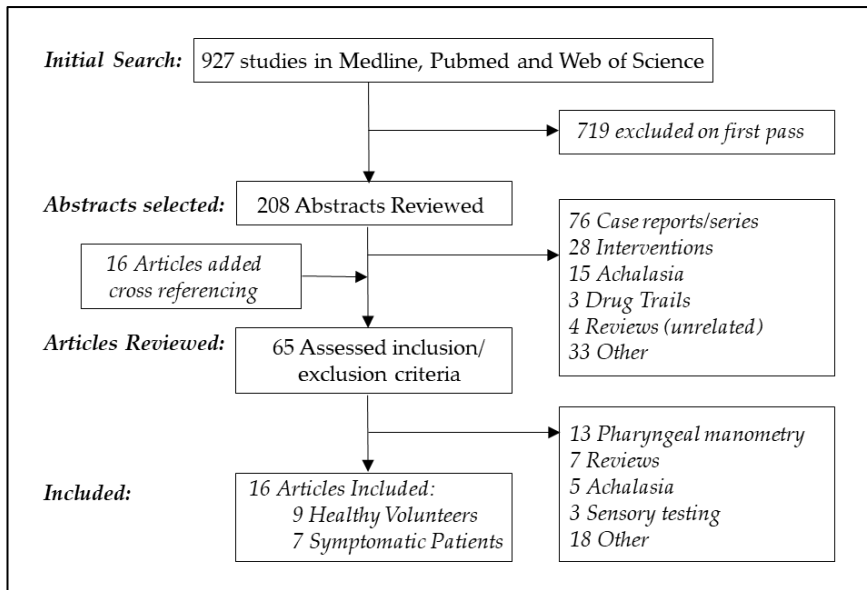 Initial Search:
927 studies in Medline, Pubmed and Web of Science
719 excluded on first pass
Abstracts selected:
208 Abstracts Reviewed
76 Case reports/series
28 Interventions
15 Achalasia
3 Drug Trails
4 Reviews (unrelated)
33 Other
16 Articles added
cross referencing
Articles Reviewed:
65 Assessed inclusion/
exclusion criteria
13 Pharyngeal manometry
7 Reviews
5 Achalasia
3 Sensory testing
18 Other
Included:
16 Articles Included:
9 Healthy Volunteers
7 Symptomatic Patients